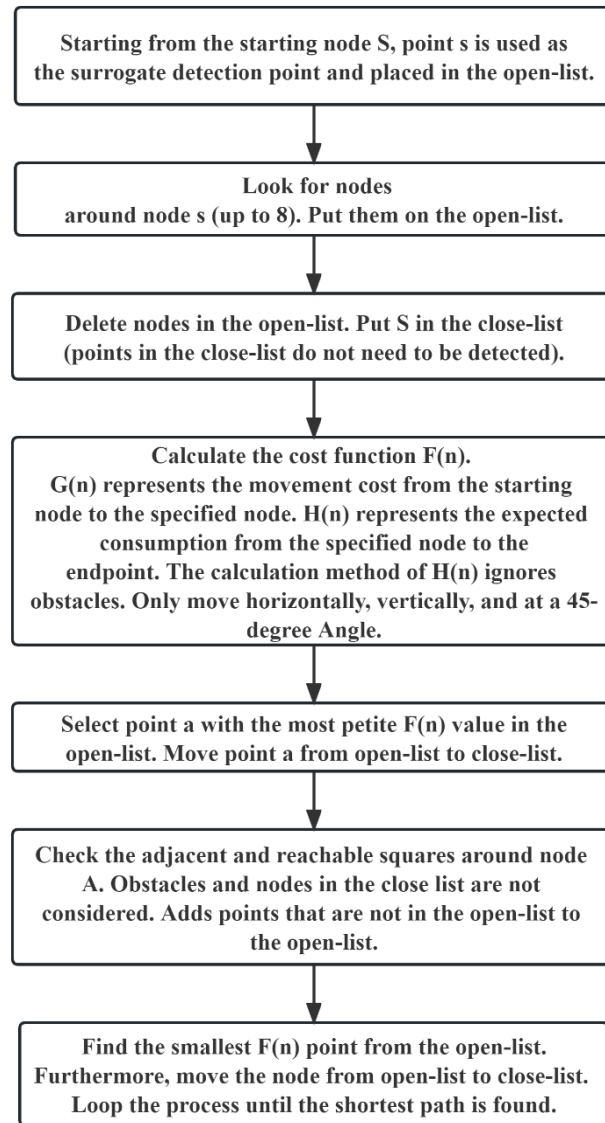 Starting from the starting node S, point s is used as
the surrogate detection point and placed in the open-list.
Look for nodes
around node s (up to 8). Put them on the open-list.
Delete nodes in the open-list. Put S in the close-list
(points in the close-list do not need to be detected).
Calculate the cost function F(n).
G(n) represents the movement cost from the starting
node to the specified node. H(n) represents the expected
consumption from the specified node to the
endpoint. The calculation method of H(n) ignores
obstacles. Only move horizontally, vertically, and at a 45-
degree Angle.
Select point a with the most petite F(n) value in the
open-list. Move point a from open-list to close-list.
Check the adjacent and reachable squares around node
A. Obstacles and nodes in the close list are not
considered. Adds points that are not in the open-list to
the open-list.
Find the smallest F(n) point from the open-list.
Furthermore, move the node from open-list to close-list.
Loop the process until the shortest path is found.